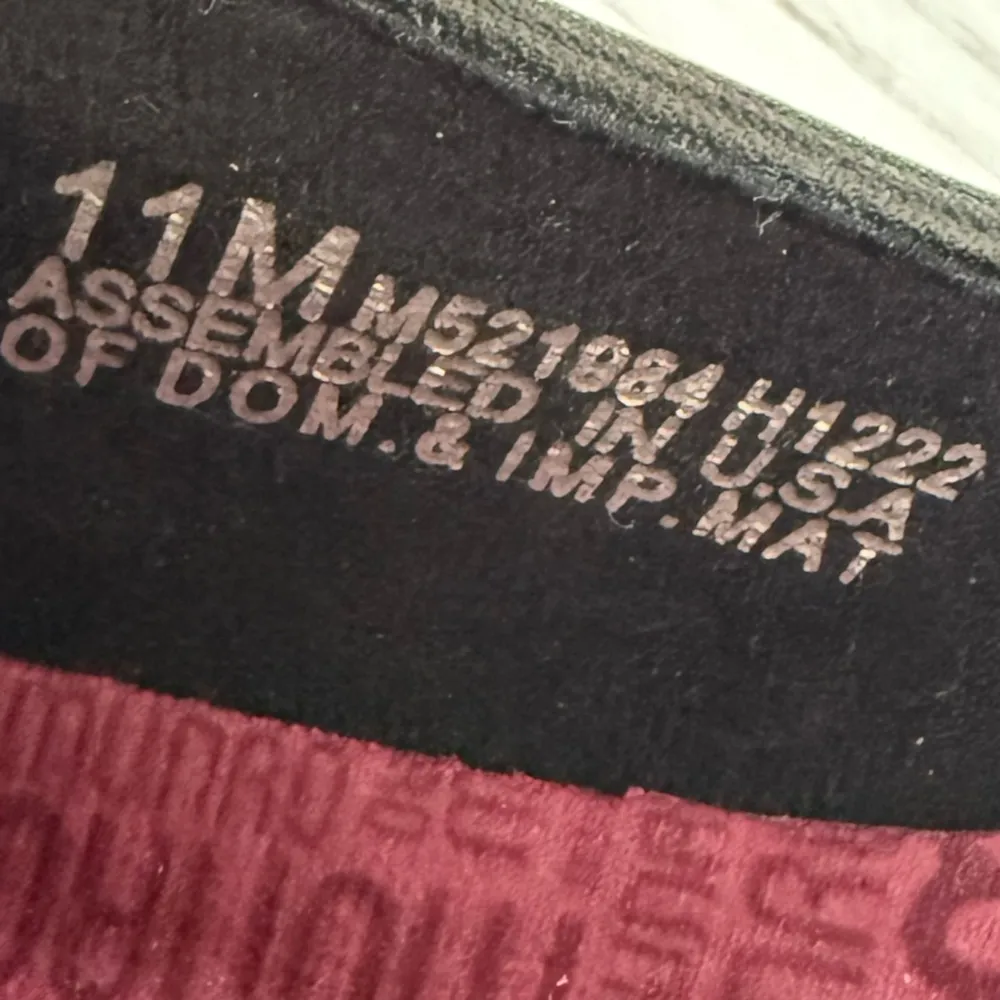 11M M521884 H1222
ASSEMBLED IN U.S.A
OF DOM. & IMP. MAT